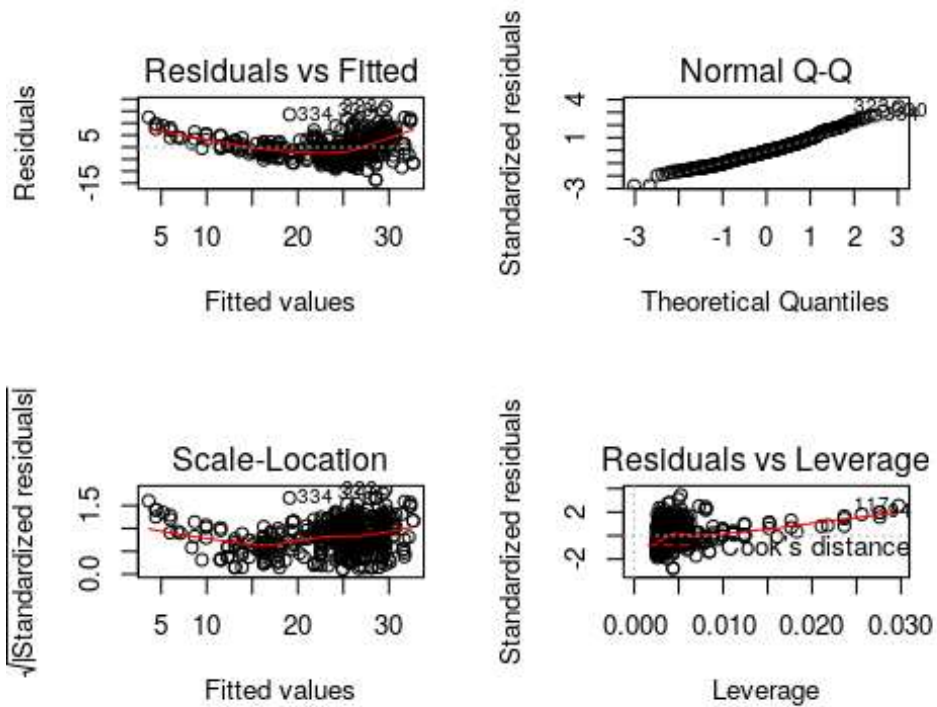 Residuals vs Fitted
Residuals
5
-15
334
5 10 20 30
Fitted values
Normal Q-Q
Standardized residuals
4
1
-3
-3 -1 0 1 2 3
Theoretical Quantiles
Scale-Location
√|Standardized residuals|
1.5
0.0
334
5 10 20 30
Fitted values
Residuals vs Leverage
Standardized residuals
2
-2
Cook's distance
0.000 0.010 0.020 0.030
Leverage